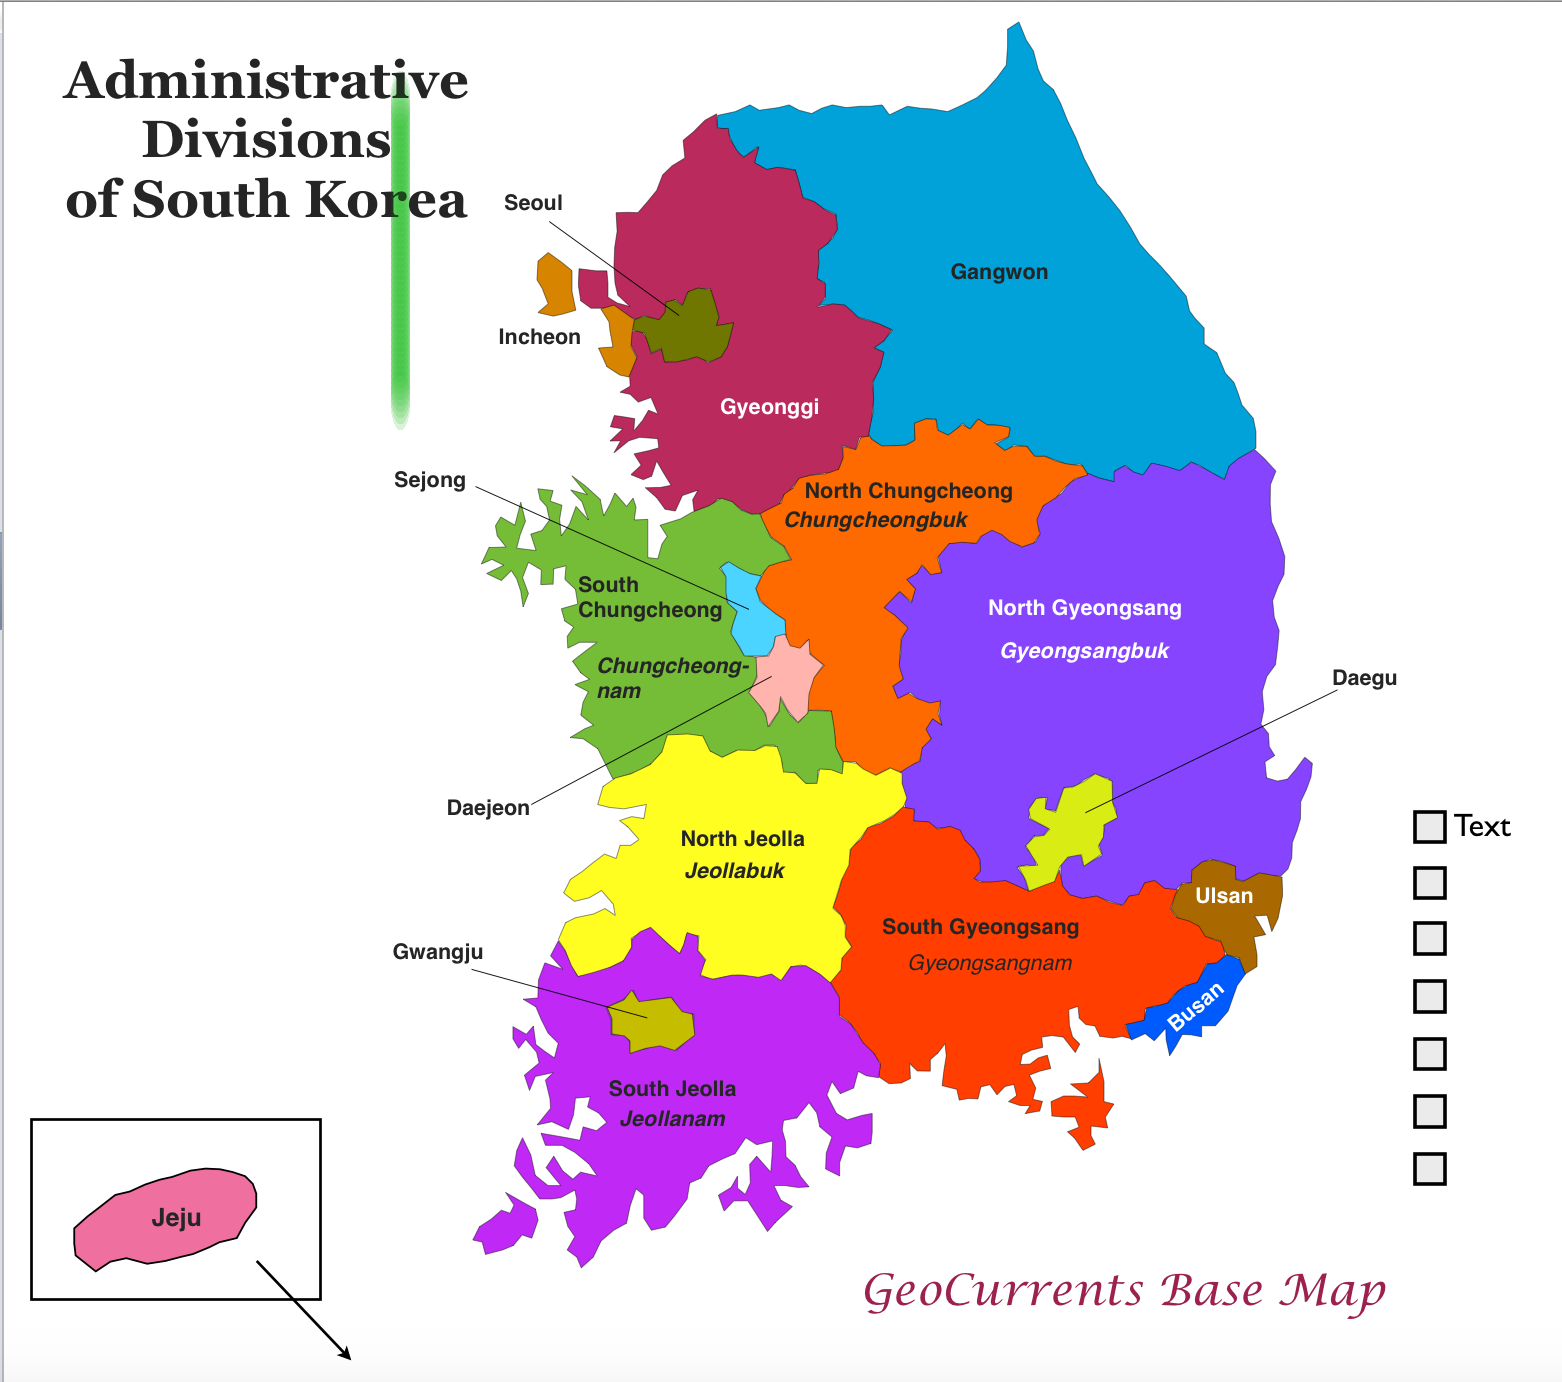 Administrative
Divisions
of South Korea
Seoul
Gangwon
Incheon
Gyeonggi
Sejong
North Chungcheong
Chungcheongbuk
South
Chungcheong
North Gyeongsang
Gyeongsangbuk
Chungcheong-
nam
Daegu
Daejeon
Text
North Jeolla
Jeollabuk
Ulsan
South Gyeongsang
Gyeongsangnam
Gwangju
Busan
South Jeolla
Jeollanam
Jeju
GeoCurrents Base Map